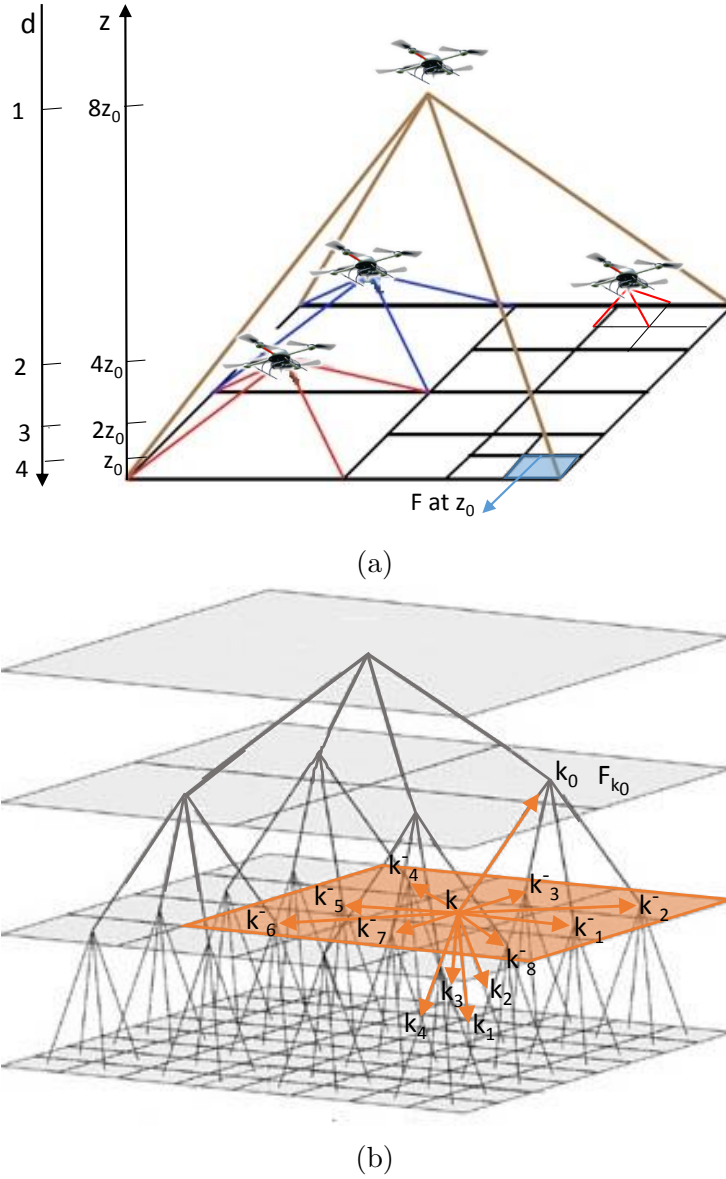 d
z
1
8z₀
2
4z₀
3
2z₀
4
z₀
F at z₀
(a)
k₀
F_k₀
k⁻₄
k⁻₃
k⁻₅
k
k⁻₂
k⁻₆
k⁻₇
k⁻₁
k⁻₈
k₃
k₂
k₄
k₁
(b)